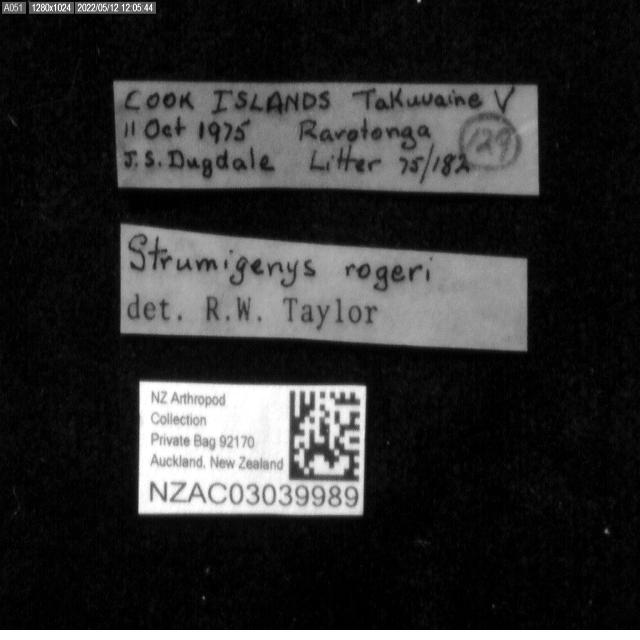 A051 1280x1024 2022/05/12 12:05:44
COOK ISLANDS Takuvaine V
11 Oct 1975 Rarotonga 129
J.S. Dugdale Litter 75/182
Strumigenys rogeri
det. R.W. Taylor
NZ Arthropod
Collection
Private Bag 92170
Auckland, New Zealand
NZAC03039989